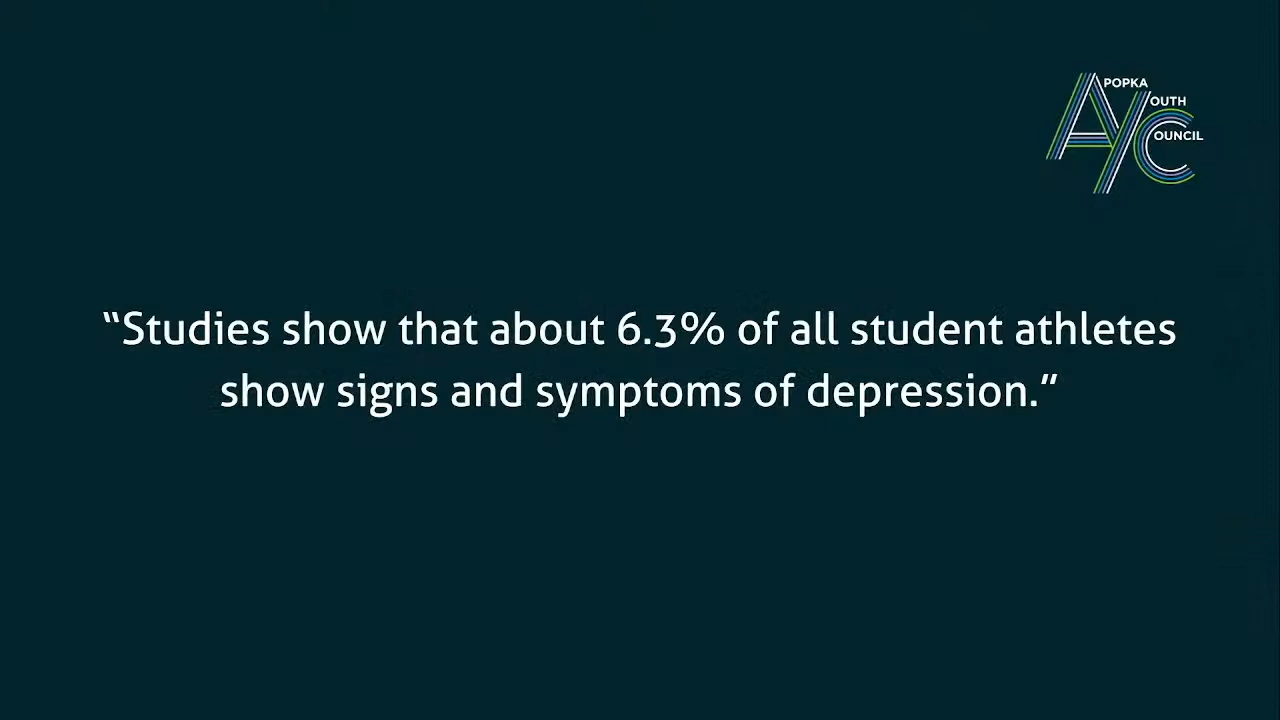 APOPKA
YOUTH
COUNCIL
“Studies show that about 6.3% of all student athletes
show signs and symptoms of depression.”